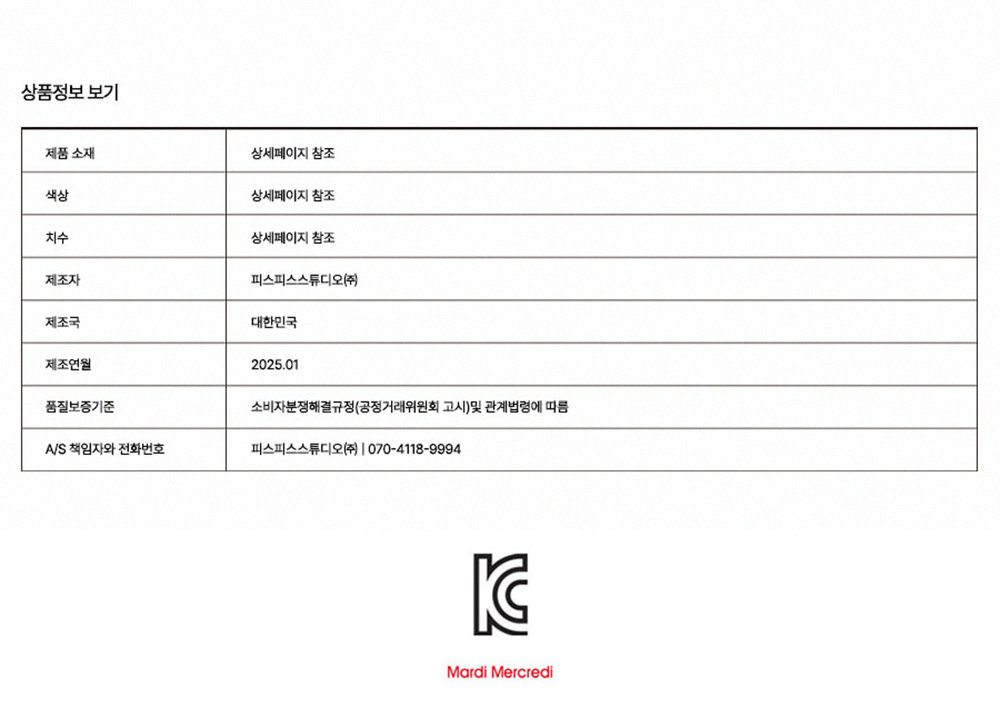 상품정보 보기
제품 소재 상세페이지 참조
색상 상세페이지 참조
치수 상세페이지 참조
제조자 피스피스스튜디오㈜
제조국 대한민국
제조연월 2025.01
품질보증기준 소비자분쟁해결규정(공정거래위원회 고시)및 관계법령에 따름
A/S 책임자와 전화번호 피스피스스튜디오㈜ | 070-4118-9994
KC
Mardi Mercredi